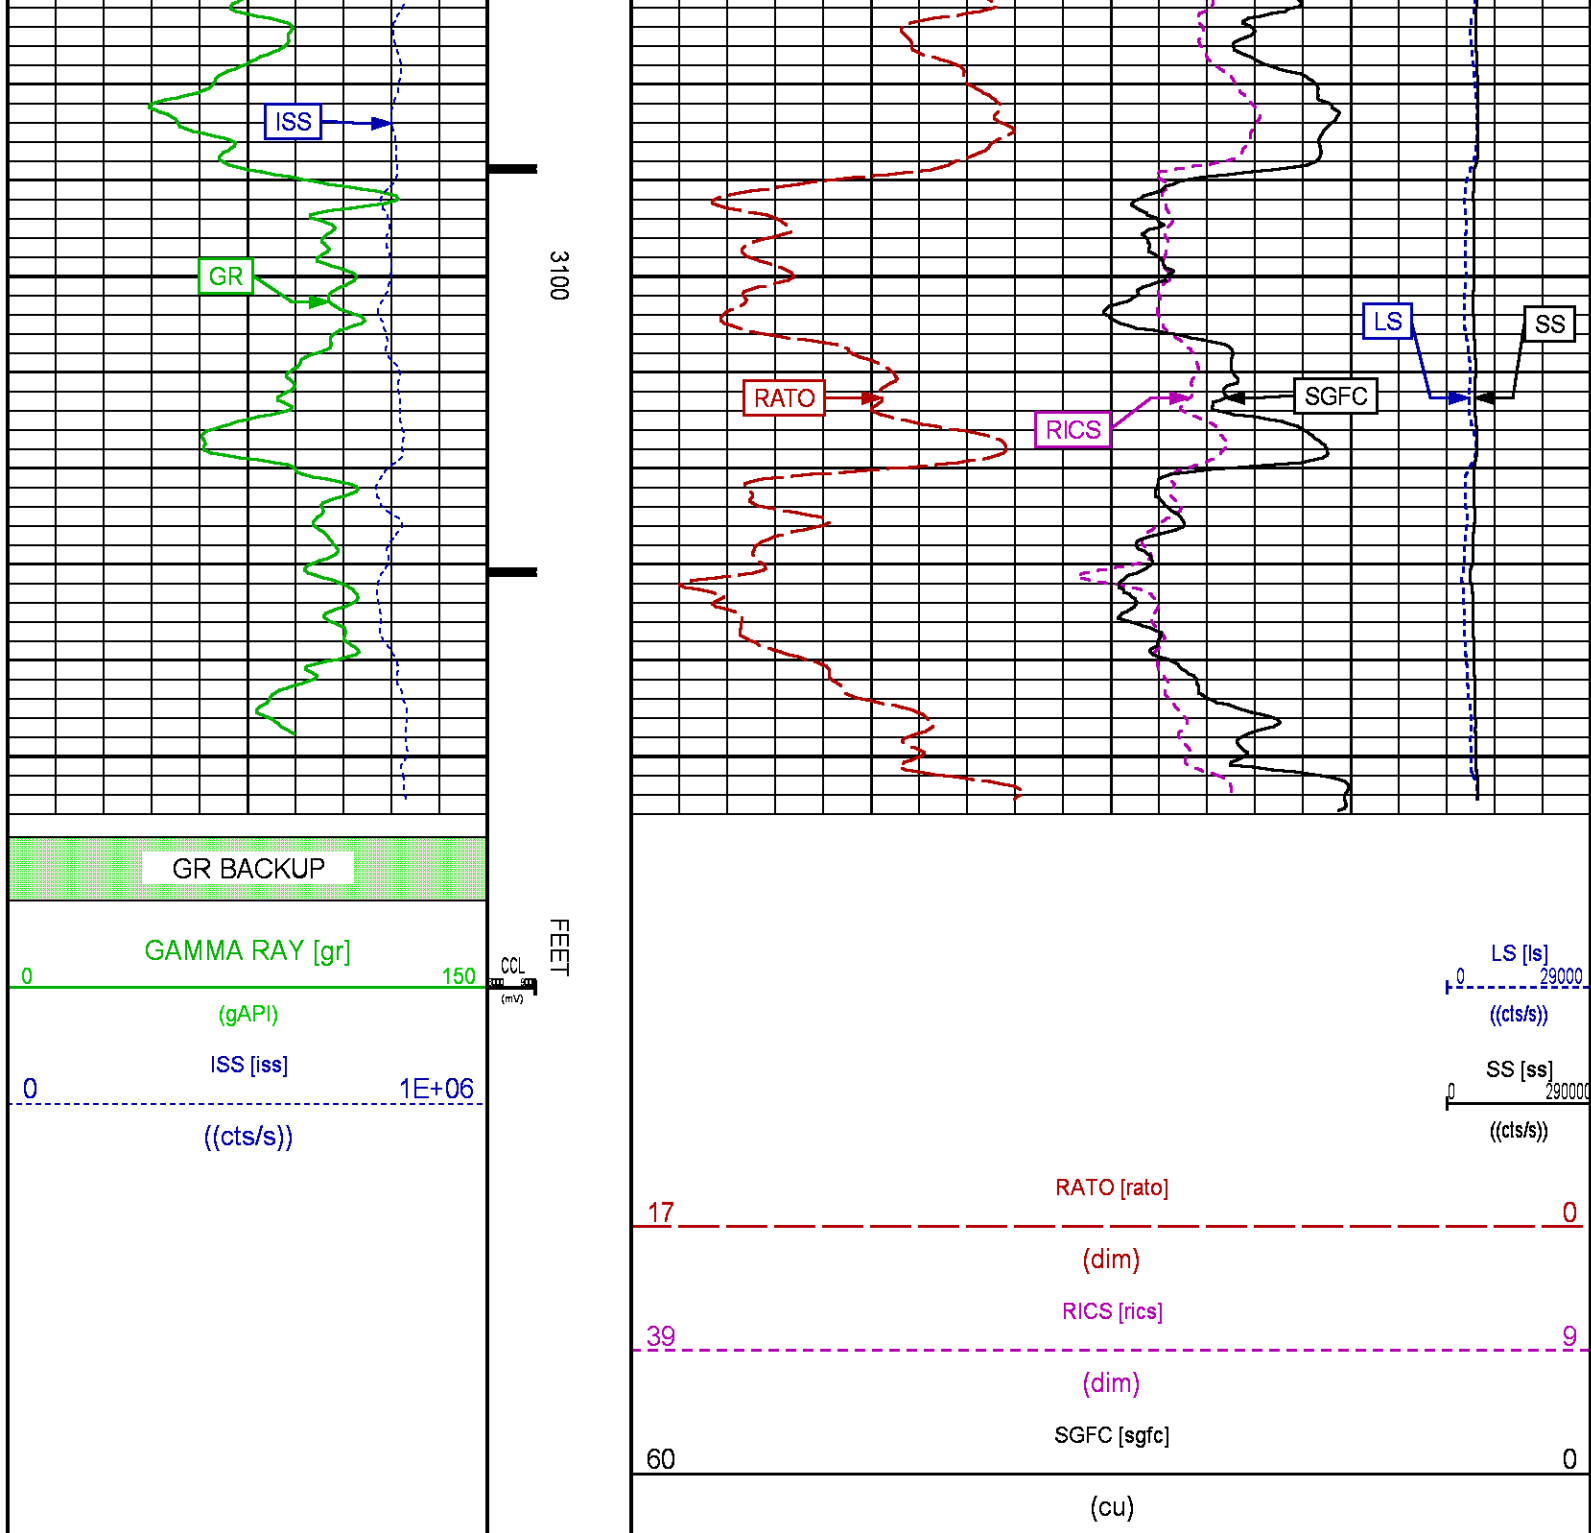 ISS
GR
3100
LS
SS
RATO
SGFC
RICS
GR BACKUP
FEET
GAMMA RAY [gr]
0 150
(gAPI)
CCL
(mV)
ISS [iss]
0 1E+06
((cts/s))
LS [ls]
0 29000
((cts/s))
SS [ss]
0 290000
((cts/s))
RATO [rato]
17 0
(dim)
RICS [rics]
39 9
(dim)
SGFC [sgfc]
60 0
(cu)